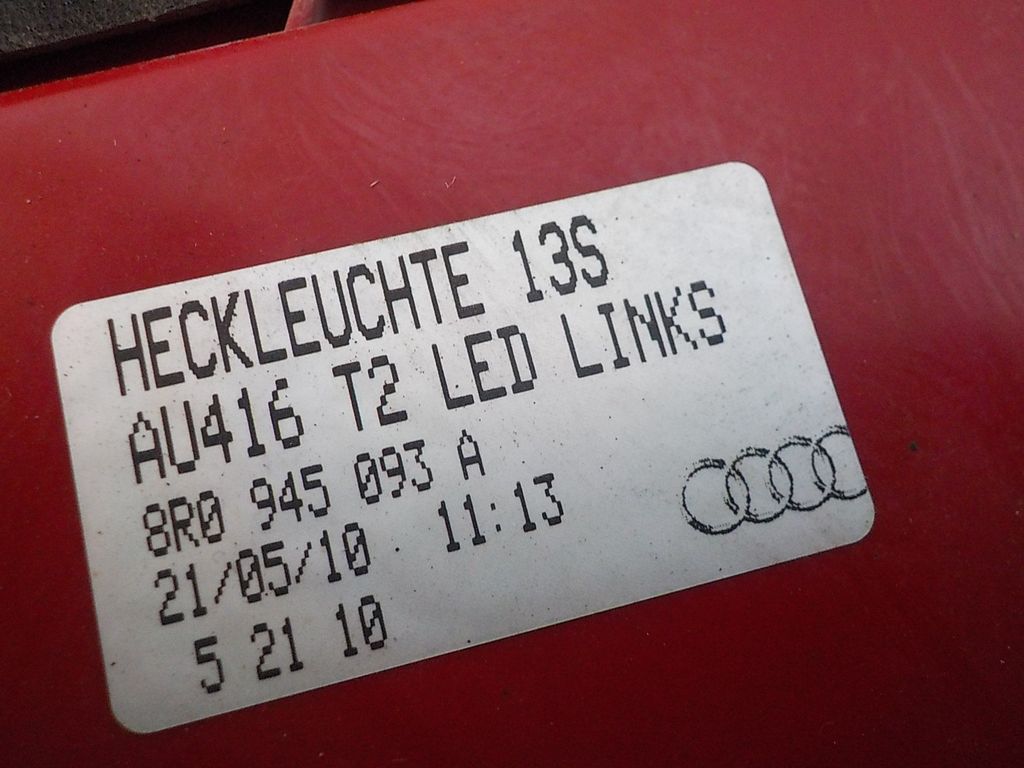 HECKLEUCHTE 13S
AU416 T2 LED LINKS
8R0 945 093 A
21/05/10 11:13
5 21 10